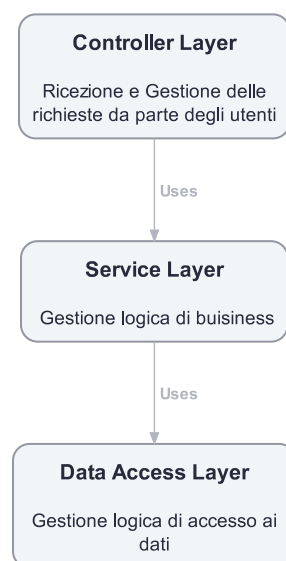 Controller Layer
Ricezione e Gestione delle
richieste da parte degli utenti
Uses
Service Layer
Gestione logica di buisiness
Uses
Data Access Layer
Gestione logica di accesso ai
dati